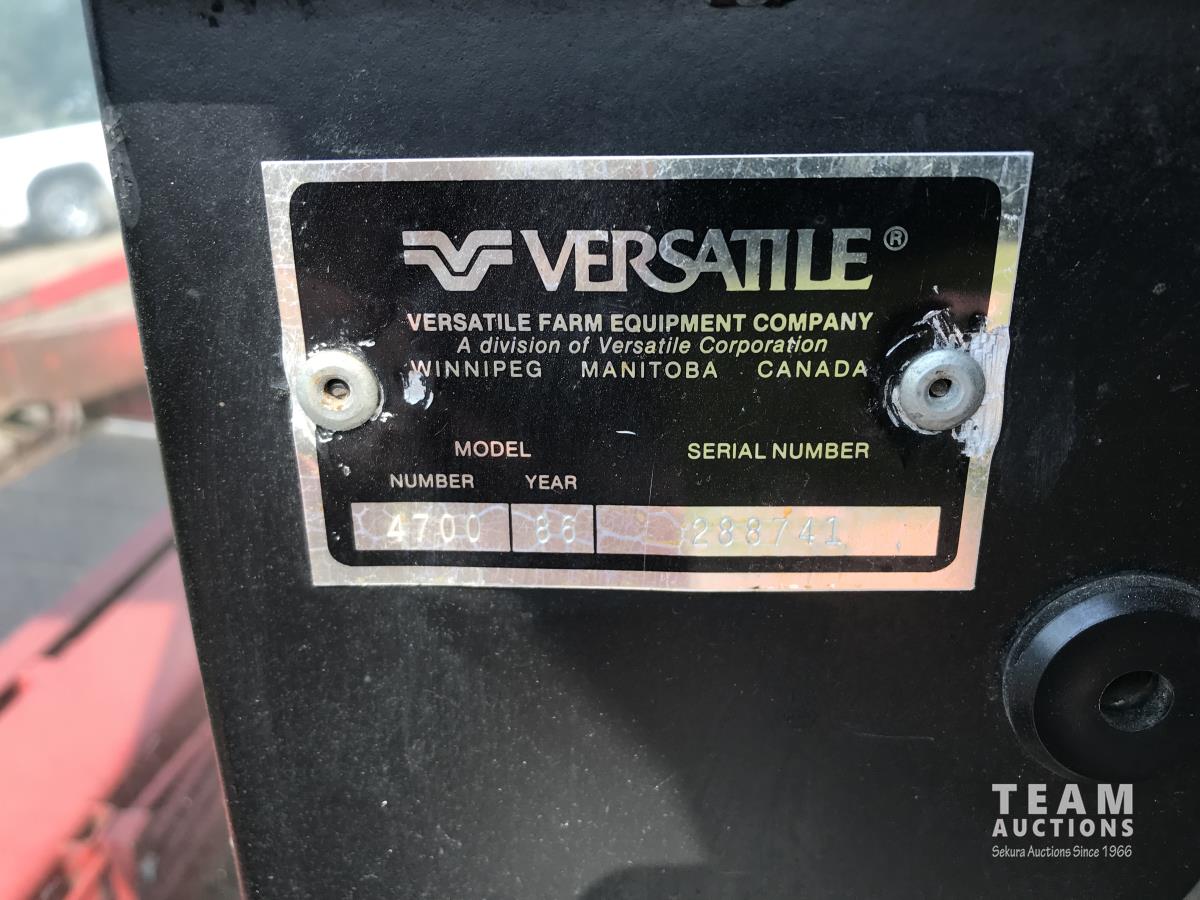 VERSATILE®
VERSATILE FARM EQUIPMENT COMPANY
A division of Versatile Corporation
WINNIPEG MANITOBA CANADA
MODEL SERIAL NUMBER
NUMBER YEAR
4700 86 288741
TEAM
AUCTIONS
Sekura Auctions Since 1966